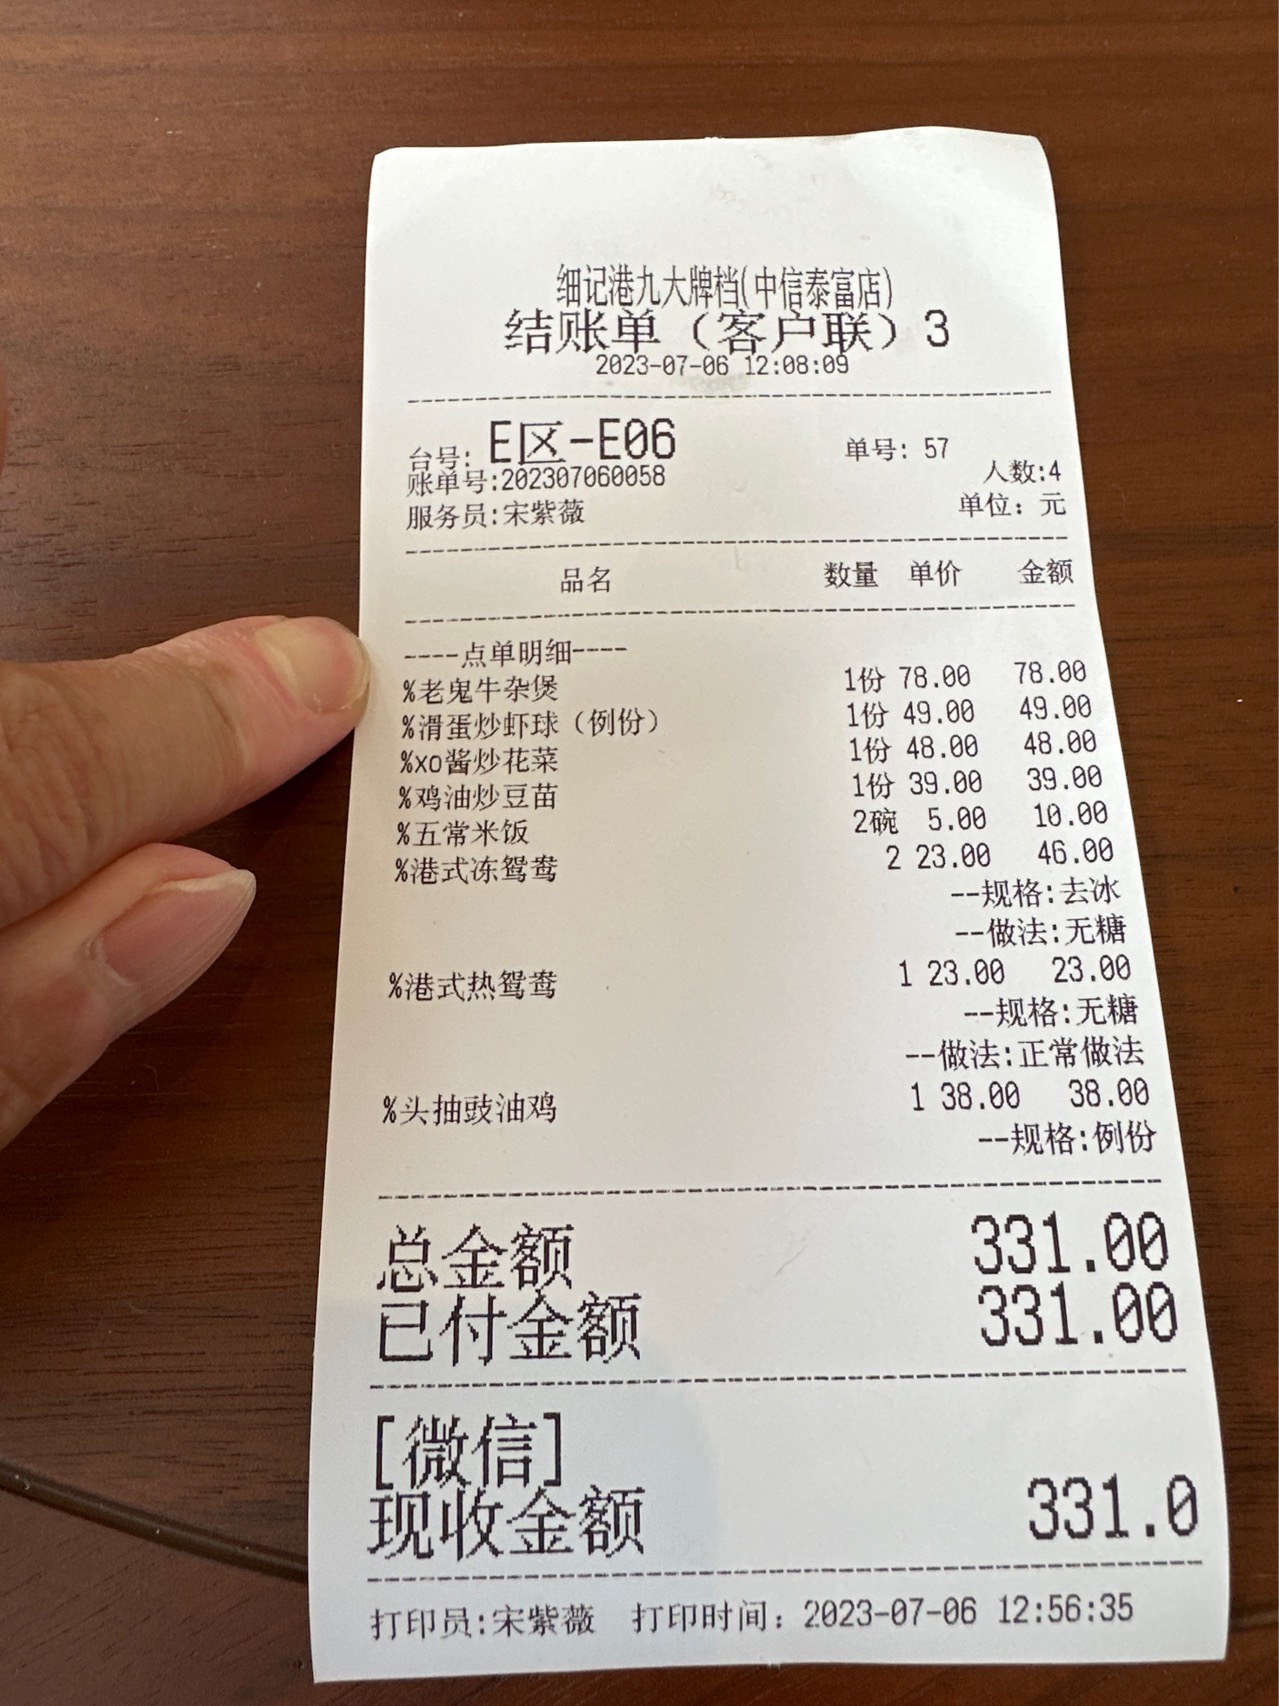 细记港九大牌档(中信泰富店)
结账单（客户联）3
2023-07-06 12:08:09
台号: E区-E06 单号: 57
账单号:202307060058 人数:4
服务员:宋紫薇 单位: 元
品名 数量 单价 金额
----点单明细----
%老鬼牛杂煲 1份 78.00 78.00
%滑蛋炒虾球（例份） 1份 49.00 49.00
%xo酱炒花菜 1份 48.00 48.00
%鸡油炒豆苗 1份 39.00 39.00
%五常米饭 2碗 5.00 10.00
%港式冻鸳鸯 2 23.00 46.00
--规格:去冰
--做法:无糖
%港式热鸳鸯 1 23.00 23.00
--规格:无糖
--做法:正常做法
%头抽豉油鸡 1 38.00 38.00
--规格:例份
总金额 331.00
已付金额 331.00
[微信]
现收金额 331.0
打印员:宋紫薇 打印时间: 2023-07-06 12:56:35